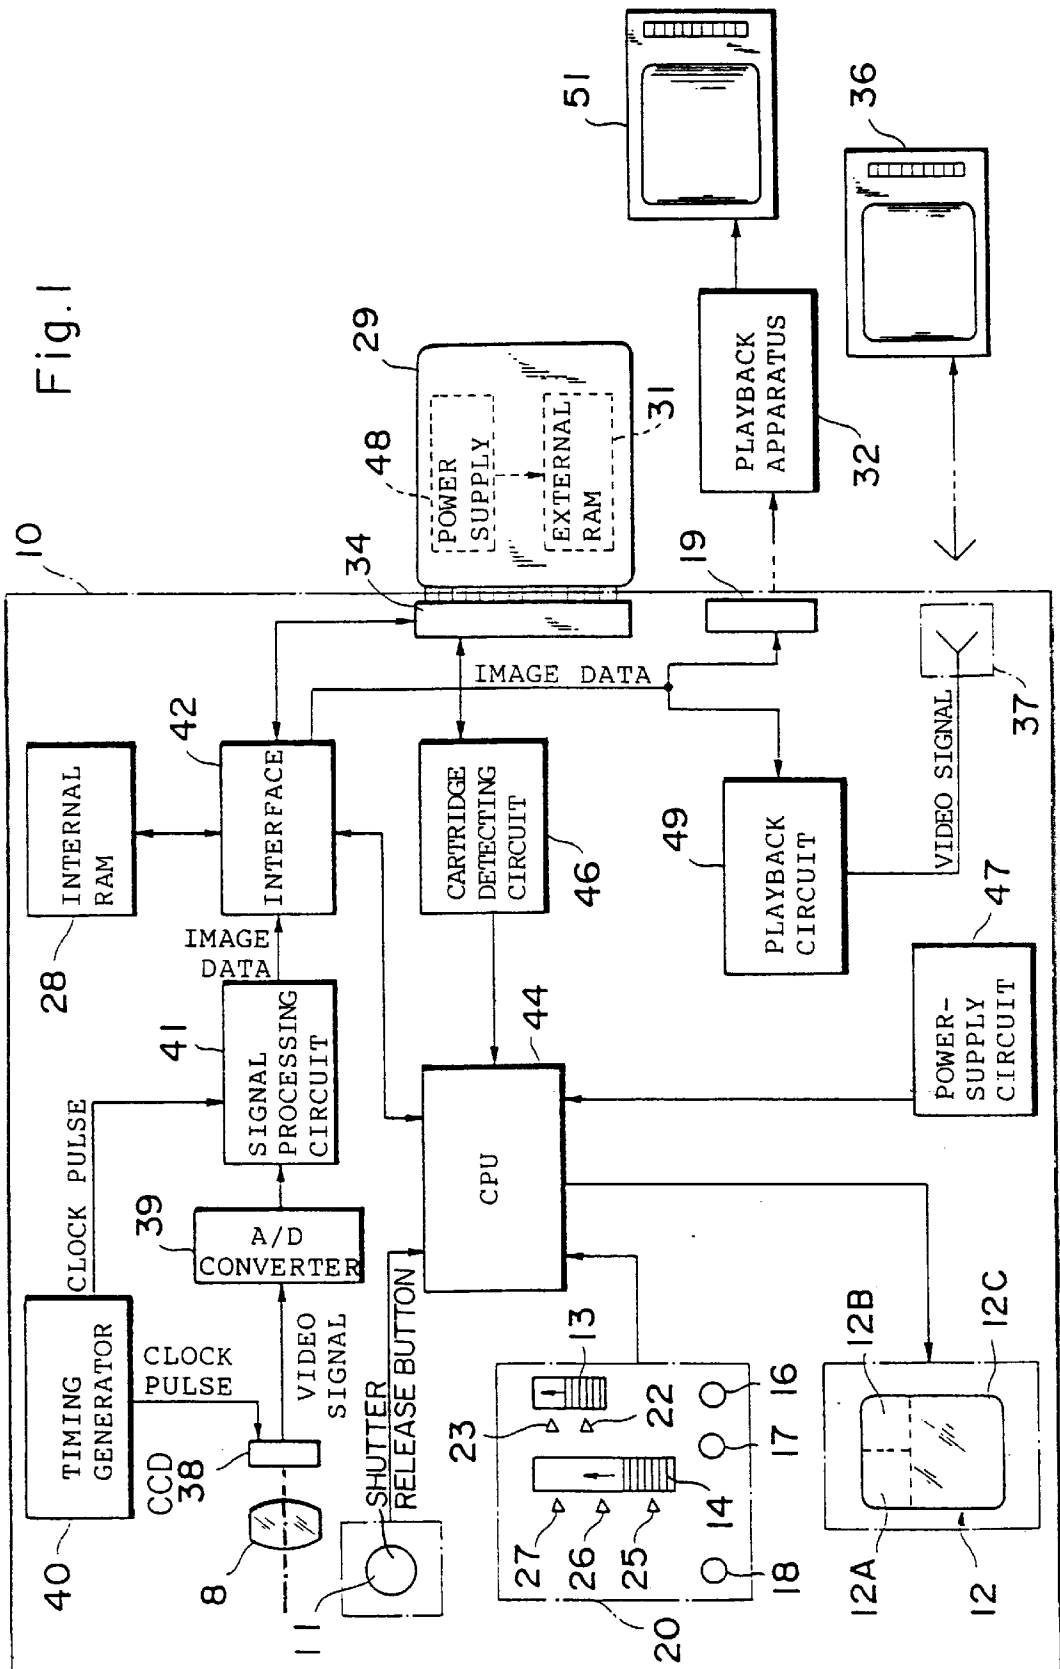 Fig.1
10
40
TIMING
GENERATOR
CLOCK PULSE
CLOCK
PULSE
CCD
38
8
VIDEO
SIGNAL
39
A/D
CONVERTER
41
SIGNAL
PROCESSING
CIRCUIT
IMAGE
DATA
28
INTERNAL
RAM
42
INTERFACE
34
29
48
POWER
SUPPLY
EXTERNAL
RAM
31
11
SHUTTER
RELEASE BUTTON
CPU
44
CARTRIDGE
DETECTING
CIRCUIT
46
IMAGE DATA
19
PLAYBACK
APPARATUS
32
51
36
20
27
26
25
14
23
22
13
18
17
16
49
PLAYBACK
CIRCUIT
VIDEO SIGNAL
37
POWER-
SUPPLY
CIRCUIT
47
12A
12B
12C
12